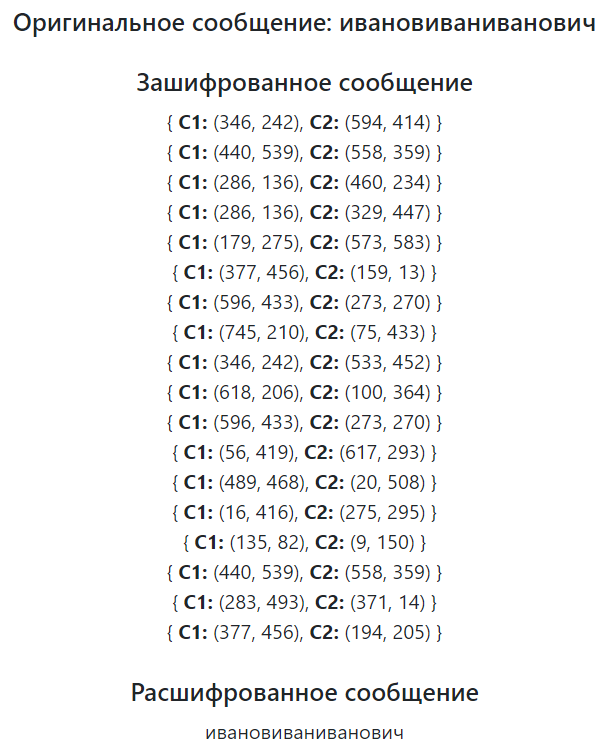 Оригинальное сообщение: ивановиваниванович
Зашифрованное сообщение
{ C1: (346, 242), C2: (594, 414) }
{ C1: (440, 539), C2: (558, 359) }
{ C1: (286, 136), C2: (460, 234) }
{ C1: (286, 136), C2: (329, 447) }
{ C1: (179, 275), C2: (573, 583) }
{ C1: (377, 456), C2: (159, 13) }
{ C1: (596, 433), C2: (273, 270) }
{ C1: (745, 210), C2: (75, 433) }
{ C1: (346, 242), C2: (533, 452) }
{ C1: (618, 206), C2: (100, 364) }
{ C1: (596, 433), C2: (273, 270) }
{ C1: (56, 419), C2: (617, 293) }
{ C1: (489, 468), C2: (20, 508) }
{ C1: (16, 416), C2: (275, 295) }
{ C1: (135, 82), C2: (9, 150) }
{ C1: (440, 539), C2: (558, 359) }
{ C1: (283, 493), C2: (371, 14) }
{ C1: (377, 456), C2: (194, 205) }
Расшифрованное сообщение
ивановиваниванович